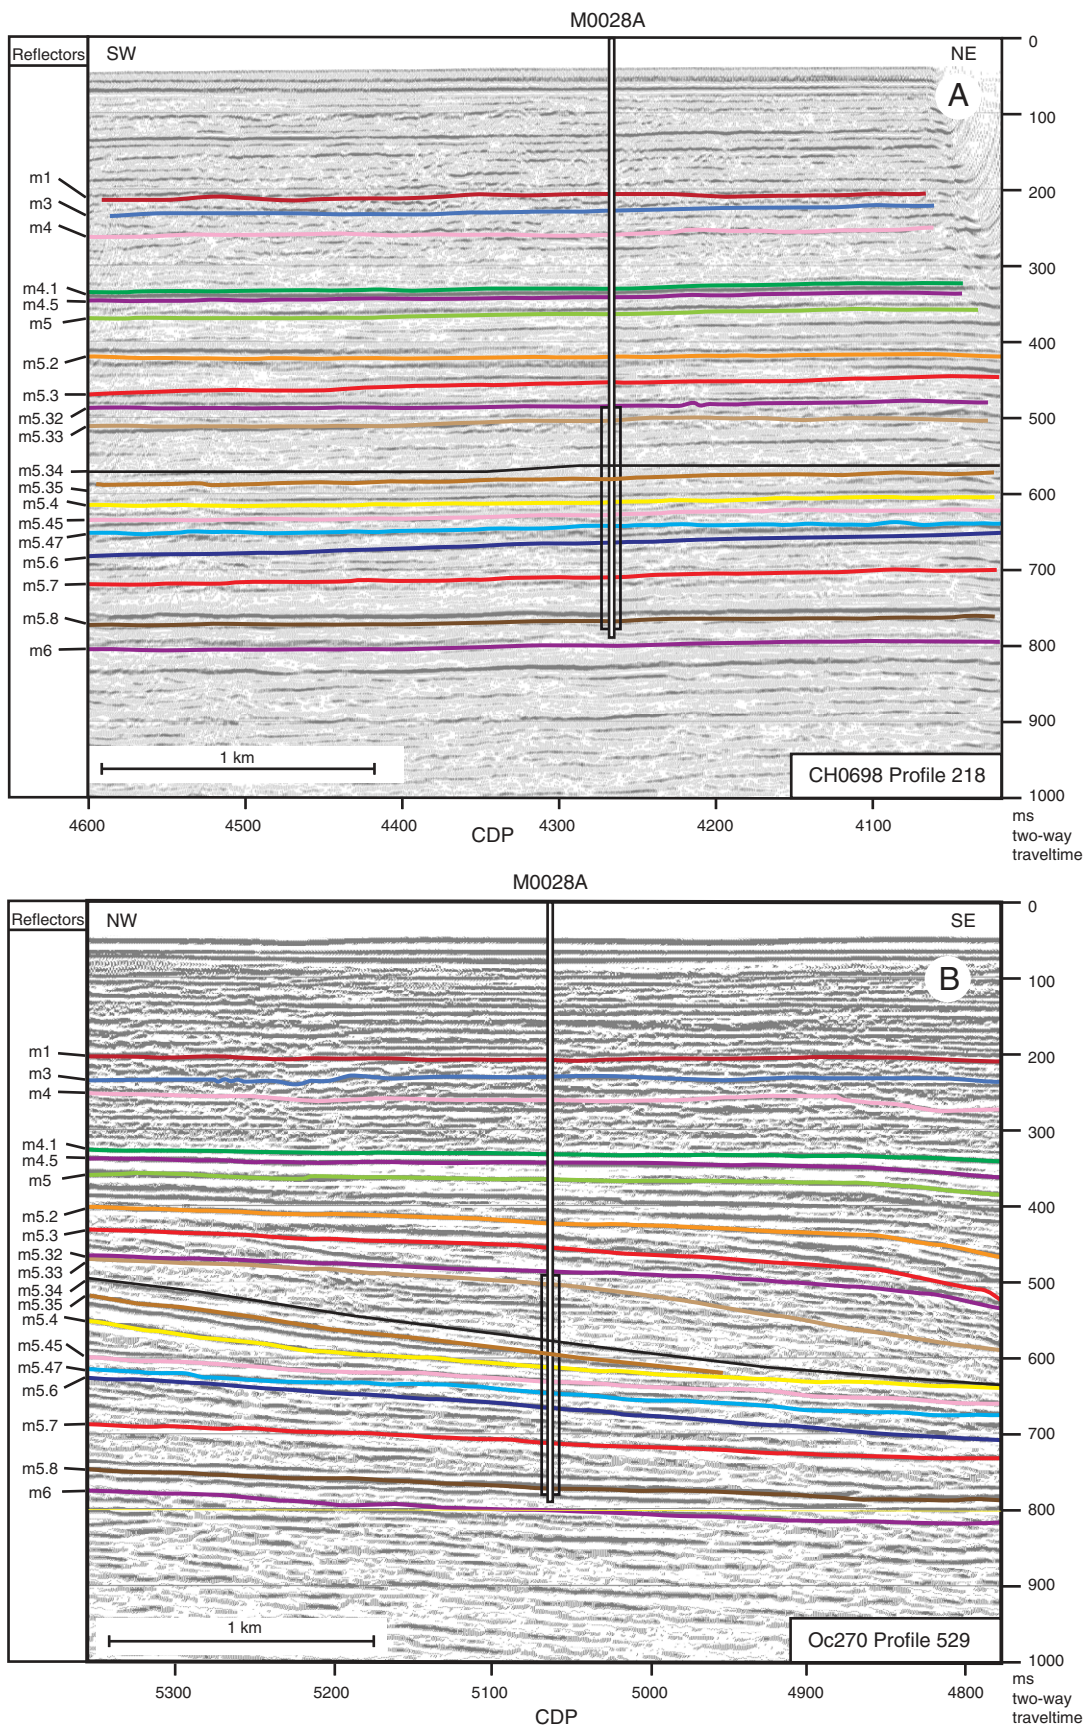 M0028A
Reflectors
SW
NE
A
0
100
200
300
400
500
600
700
800
900
1000
ms
two-way
traveltime
m1
m3
m4
m4.1
m4.5
m5
m5.2
m5.3
m5.32
m5.33
m5.34
m5.35
m5.4
m5.45
m5.47
m5.6
m5.7
m5.8
m6
1 km
CH0698 Profile 218
4600
4500
4400
4300
4200
4100
CDP
M0028A
Reflectors
NW
SE
B
0
100
200
300
400
500
600
700
800
900
1000
ms
two-way
traveltime
m1
m3
m4
m4.1
m4.5
m5
m5.2
m5.3
m5.32
m5.33
m5.34
m5.35
m5.4
m5.45
m5.47
m5.6
m5.7
m5.8
m6
1 km
Oc270 Profile 529
5300
5200
5100
5000
4900
4800
CDP